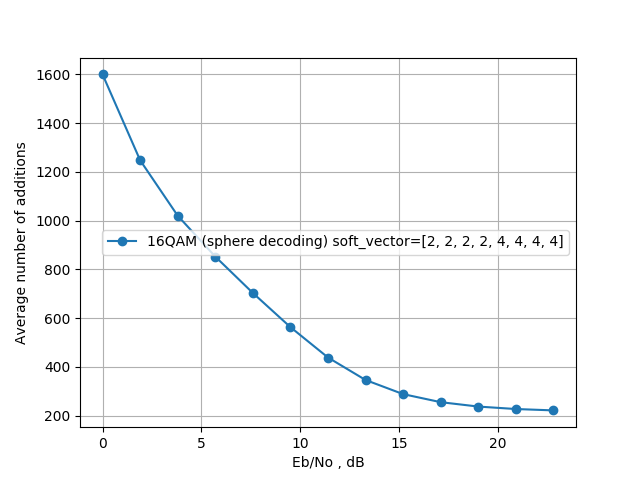 1600
1400
1200
1000
800
600
400
200
Average number of additions
16QAM (sphere decoding) soft_vector=[2, 2, 2, 2, 4, 4, 4, 4]
0 5 10 15 20
Eb/No , dB